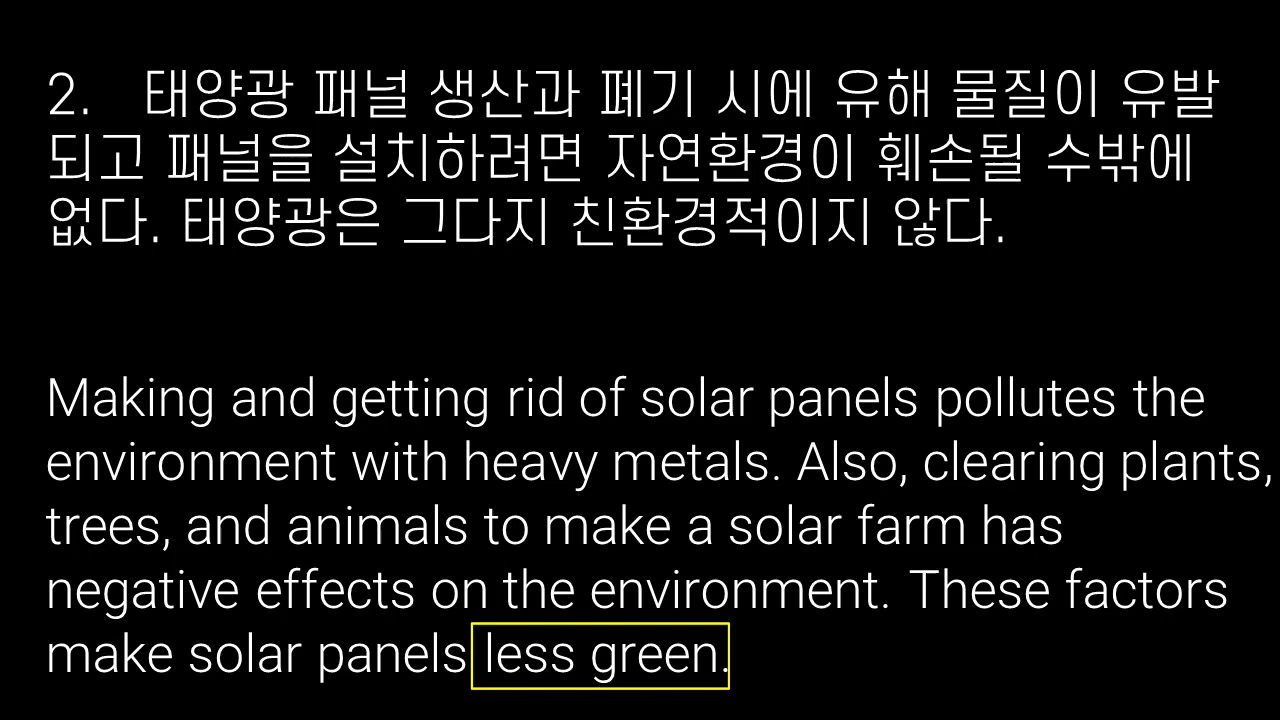 2. 태양광 패널 생산과 폐기 시에 유해 물질이 유발
되고 패널을 설치하려면 자연환경이 훼손될 수밖에
없다. 태양광은 그다지 친환경적이지 않다.
Making and getting rid of solar panels pollutes the
environment with heavy metals. Also, clearing plants,
trees, and animals to make a solar farm has
negative effects on the environment. These factors
make solar panels less green.